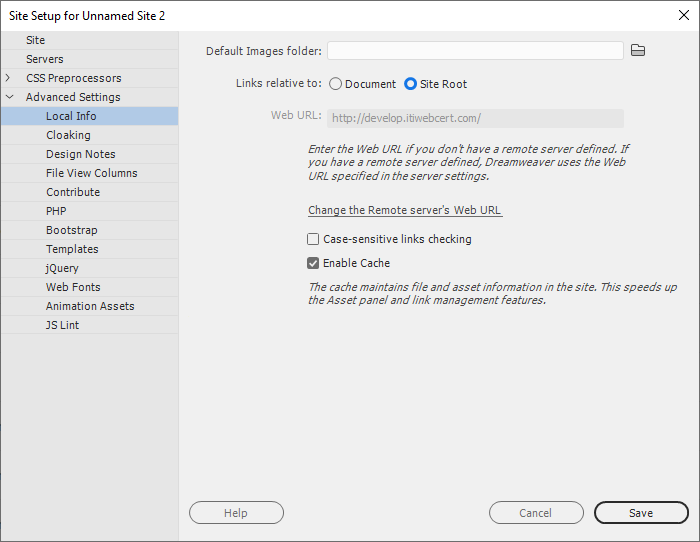 Site Setup for Unnamed Site 2
Site
Servers
CSS Preprocessors
Advanced Settings
Local Info
Cloaking
Design Notes
File View Columns
Contribute
PHP
Bootstrap
Templates
jQuery
Web Fonts
Animation Assets
JS Lint
Default Images folder:
Links relative to: Document Site Root
Web URL: http://develop.itiwebcert.com/
Enter the Web URL if you don't have a remote server defined. If
you have a remote server defined, Dreamweaver uses the Web
URL specified in the server settings.
Change the Remote server's Web URL
Case-sensitive links checking
Enable Cache
The cache maintains file and asset information in the site. This speeds up
the Asset panel and link management features.
Help Cancel Save